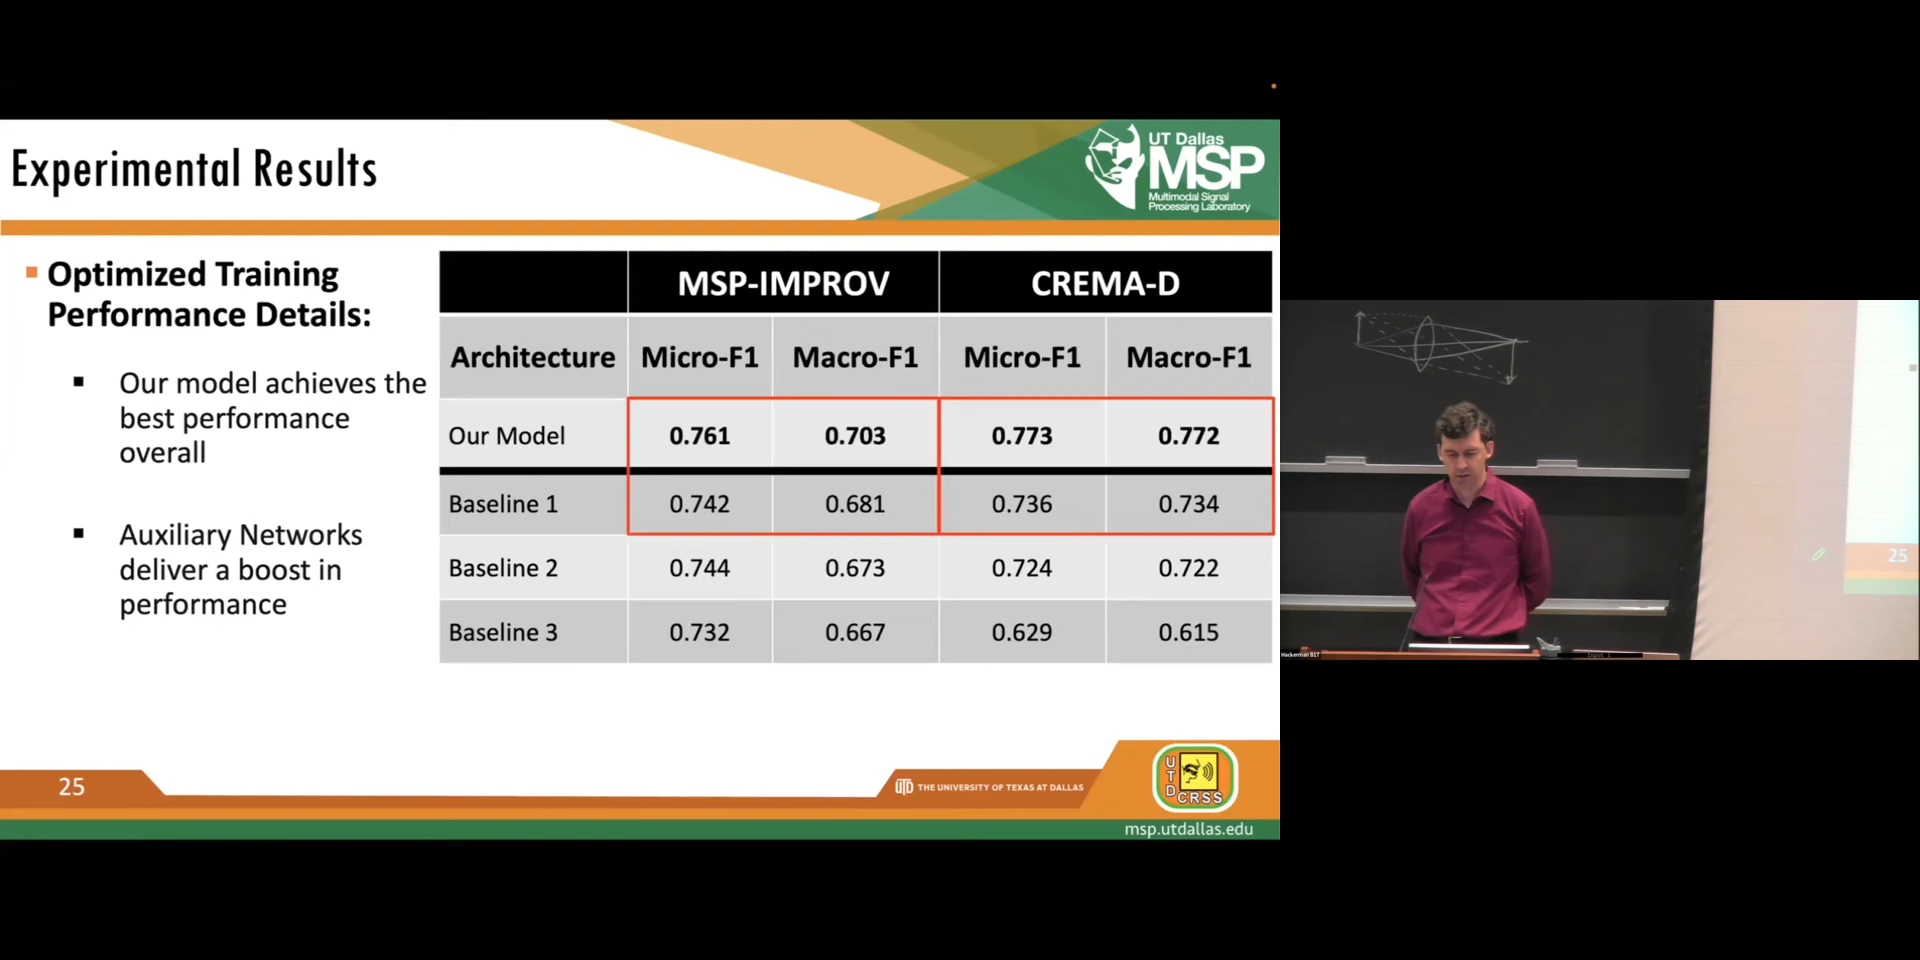 Experimental Results
UT Dallas
MSP
Multimodal Signal
Processing Laboratory
Optimized Training
Performance Details:
Our model achieves the
best performance
overall
Auxiliary Networks
deliver a boost in
performance
MSP-IMPROV CREMA-D
Architecture Micro-F1 Macro-F1 Micro-F1 Macro-F1
Our Model 0.761 0.703 0.773 0.772
Baseline 1 0.742 0.681 0.736 0.734
Baseline 2 0.744 0.673 0.724 0.722
Baseline 3 0.732 0.667 0.629 0.615
25
UTD THE UNIVERSITY OF TEXAS AT DALLAS
UTD
CRSS
msp.utdallas.edu
25
Hackerman B17